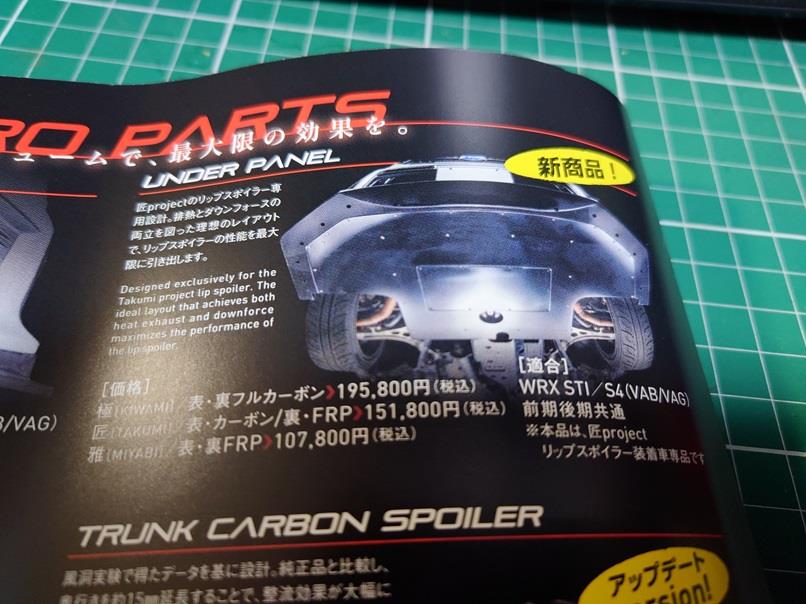 RO PARTS
ュームで、最大限の効果を。
UNDER PANEL
新商品!
匠projectのリップスポイラー専
用設計。排熱とダウンフォースの
両立を図った理想のレイアウト
で、リップスポイラーの性能を最大
限に引き出します。
Designed exclusively for the
Takumi project lip spoiler. The
ideal layout that achieves both
heat exhaust and downforce
maximizes the performance of
the lip spoiler.
[価格]
極[KIWAMI]/表・裏フルカーボン>195,800円(税込)
匠[TAKUMI]/表・カーボン/裏・FRP>151,800円(税込)
雅[MIYABI]/表・裏FRP>107,800円(税込)
[適合]
WRX STI/S4(VAB/VAG)
前期後期共通
※本品は、匠project
リップスポイラー装着車専品です
B/VAG)
TRUNK CARBON SPOILER
風洞実験で得たデータを基に設計。純正品と比較し、
奥行きを約15mm延長することで、整流効果が大幅に
アップデート
ersion!